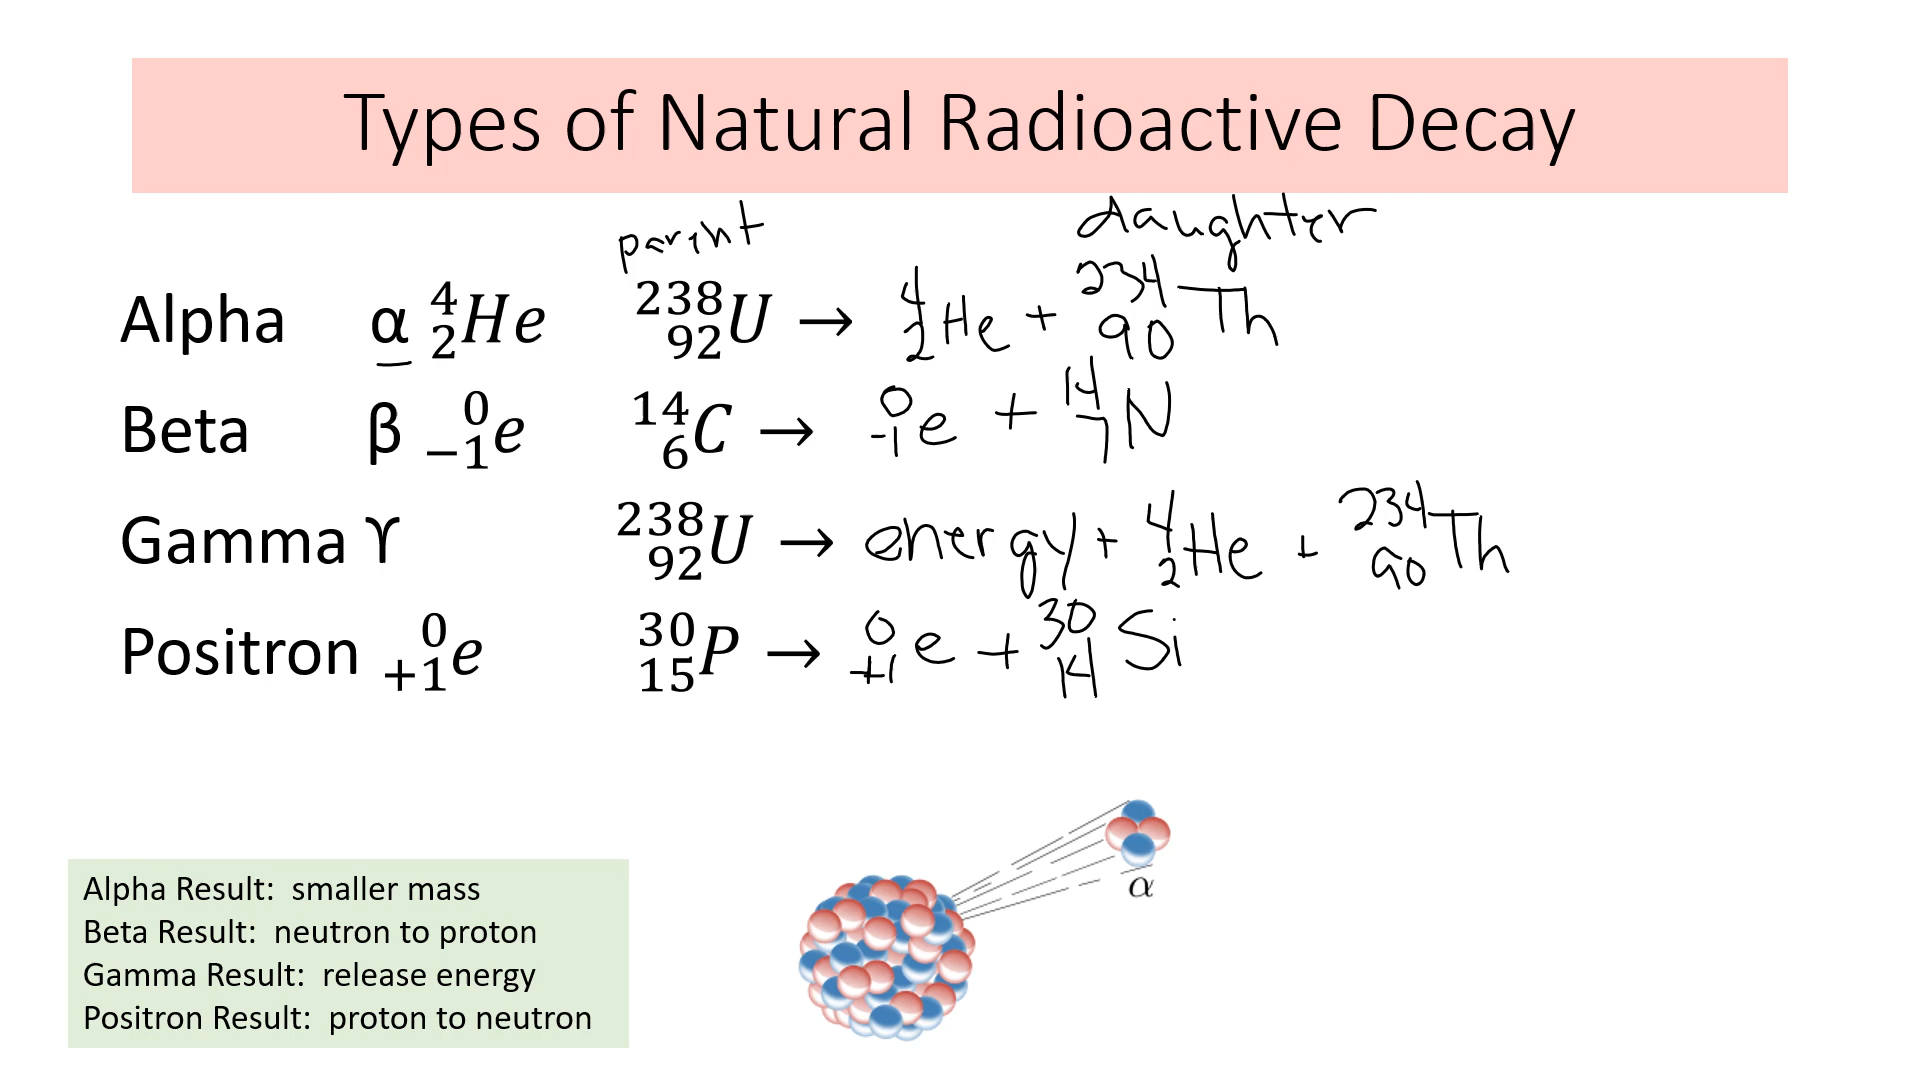 Types of Natural Radioactive Decay
parent daughter
Alpha α ⁴₂He ²³⁸₉₂U → ⁴₂He + ²³⁴₉₀Th
Beta β ⁰₋₁e ¹⁴₆C → ⁰₋₁e + ¹⁴₇N
Gamma ϒ ²³⁸₉₂U → energy + ⁴₂He + ²³⁴₉₀Th
Positron ⁰₊₁e ³⁰₁₅P → ⁰₊₁e + ³⁰₁₄Si
α
Alpha Result: smaller mass
Beta Result: neutron to proton
Gamma Result: release energy
Positron Result: proton to neutron